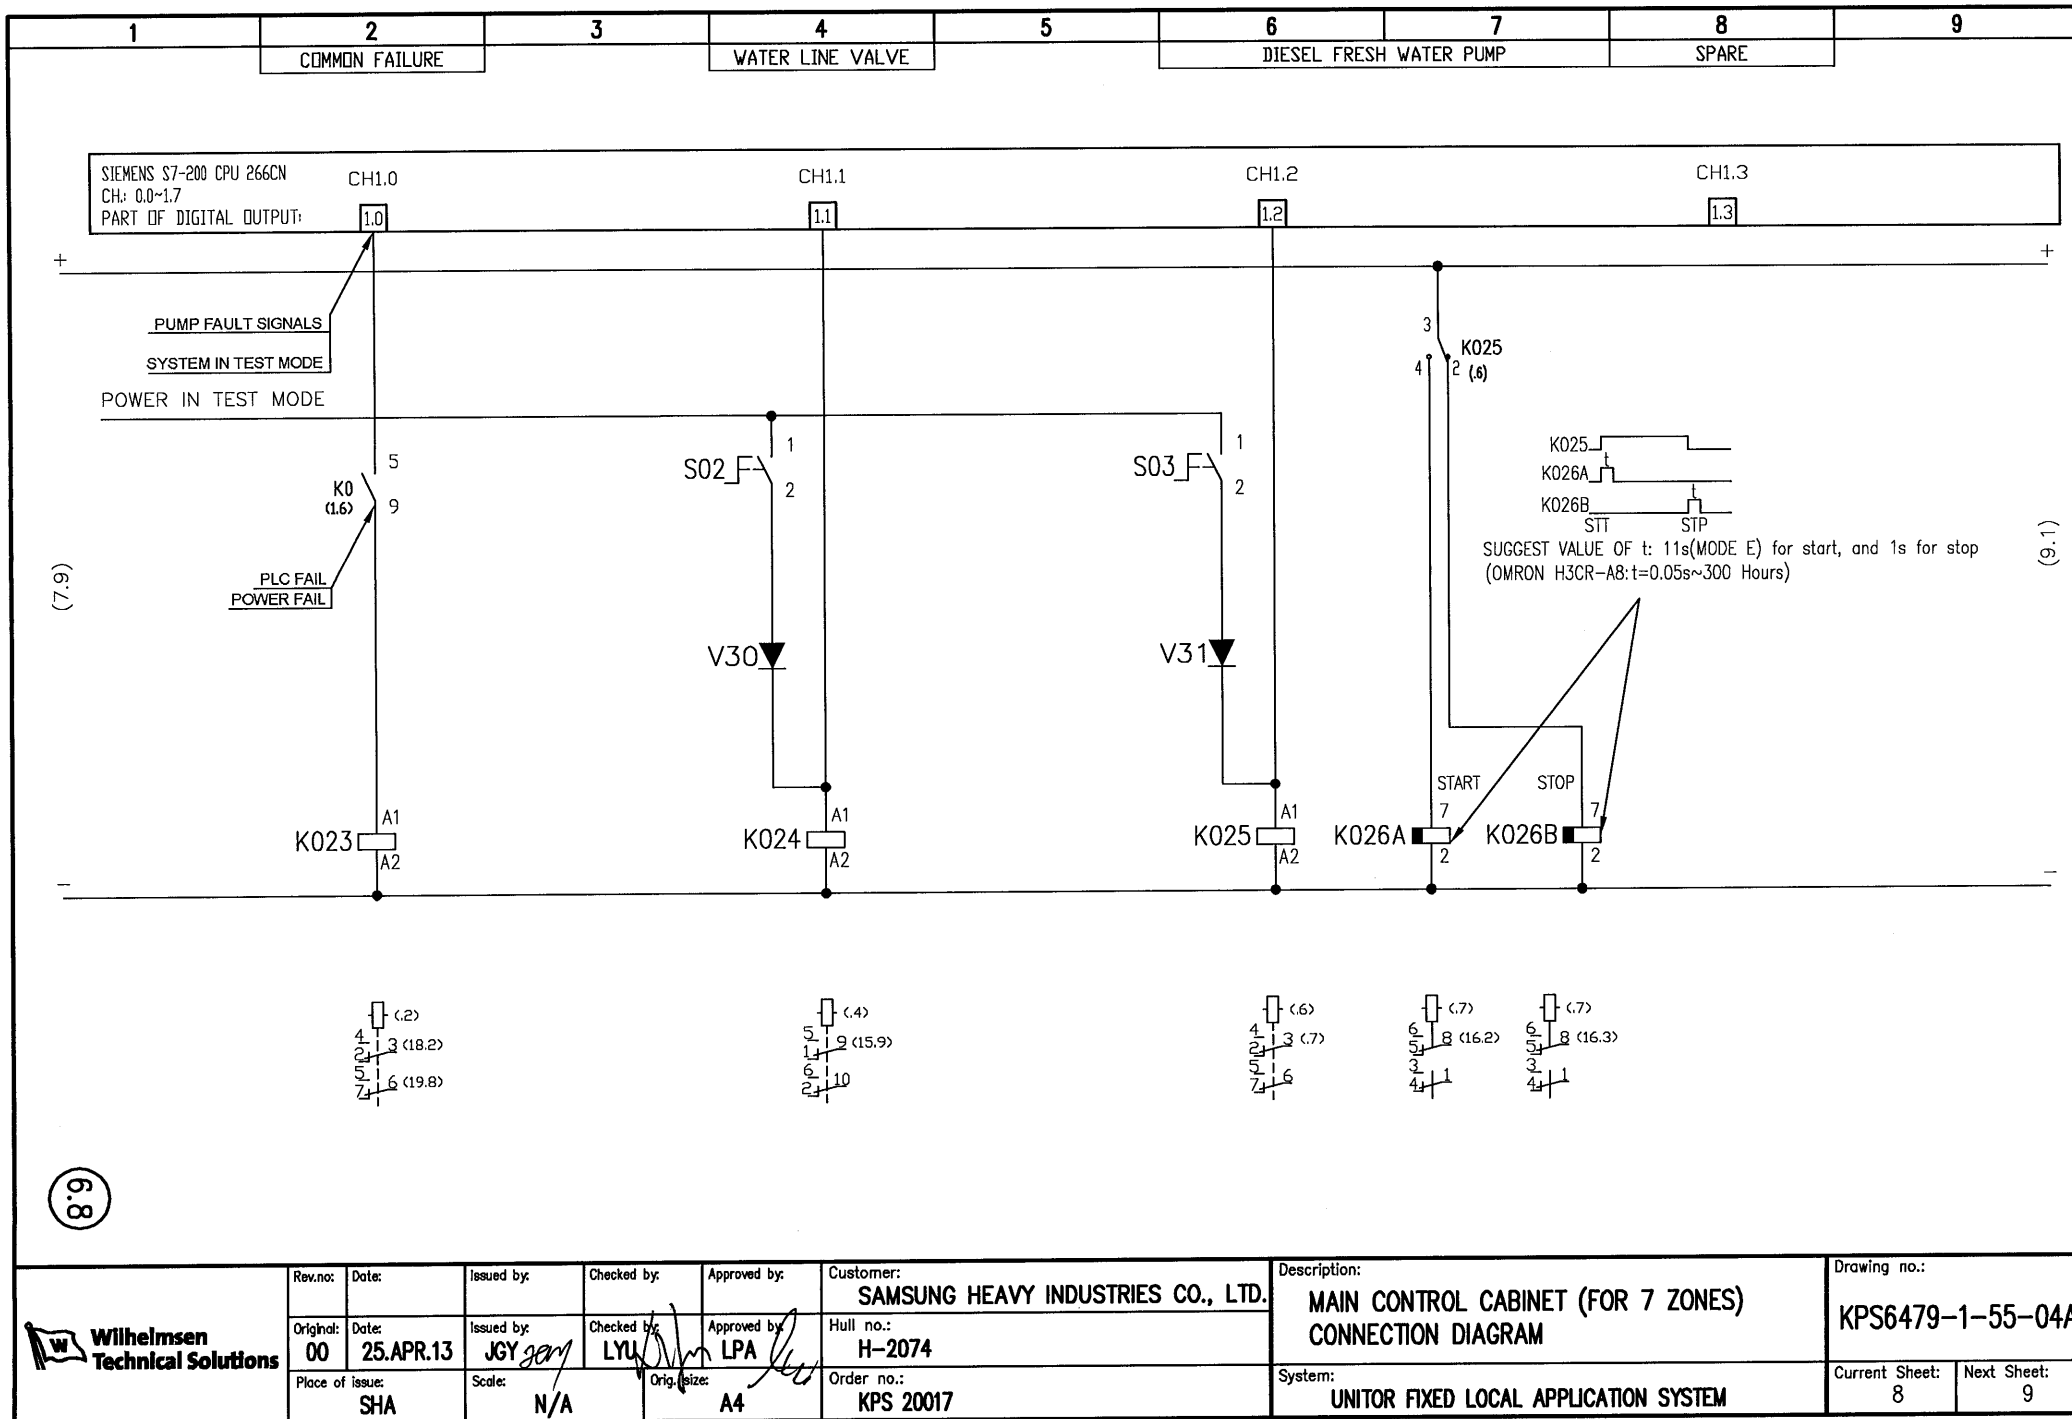 1 2 3 4 5 6 7 8 9
COMMON FAILURE
WATER LINE VALVE
DIESEL FRESH WATER PUMP
SPARE
SIEMENS S7-200 CPU 266CN
CH.: 0.0~1.7
PART OF DIGITAL OUTPUT:
CH1.0
1.0
CH1.1
1.1
CH1.2
1.2
CH1.3
1.3
+
+
PUMP FAULT SIGNALS
SYSTEM IN TEST MODE
POWER IN TEST MODE
3
K025
4 2 (.6)
5
K0
(1.6) 9
1
S02
2
1
S03
2
K025
t
K026A
t
K026B
STT STP
SUGGEST VALUE OF t: 11s(MODE E) for start, and 1s for stop
(OMRON H3CR-A8:t=0.05s~300 Hours)
(7.9)
(9.1)
PLC FAIL
POWER FAIL
V30
V31
START STOP
A1
K023
A2
A1
K024
A2
A1
K025
A2
7
K026A
2
7
K026B
2
−
−
(.2)
4
2 3 (18.2)
5
7 6 (19.8)
(.4)
5
1 9 (15.9)
6
2 10
(.6)
4
2 3 (.7)
5
7 6
(.7)
6
5 8 (16.2)
3
4 1
(.7)
6
5 8 (16.3)
3
4 1
6.8
W
Wilhelmsen
Technical Solutions
Rev.no: Date: Issued by: Checked by: Approved by:
Original: 00
Date: 25.APR.13
Issued by: JGY
Checked by: LYU
Approved by: LPA
Place of issue: SHA
Scale: N/A
Orig. size: A4
Customer:
SAMSUNG HEAVY INDUSTRIES CO., LTD.
Hull no.:
H-2074
Order no.:
KPS 20017
Description:
MAIN CONTROL CABINET (FOR 7 ZONES)
CONNECTION DIAGRAM
System:
UNITOR FIXED LOCAL APPLICATION SYSTEM
Drawing no.:
KPS6479-1-55-04A
Current Sheet: 8
Next Sheet: 9